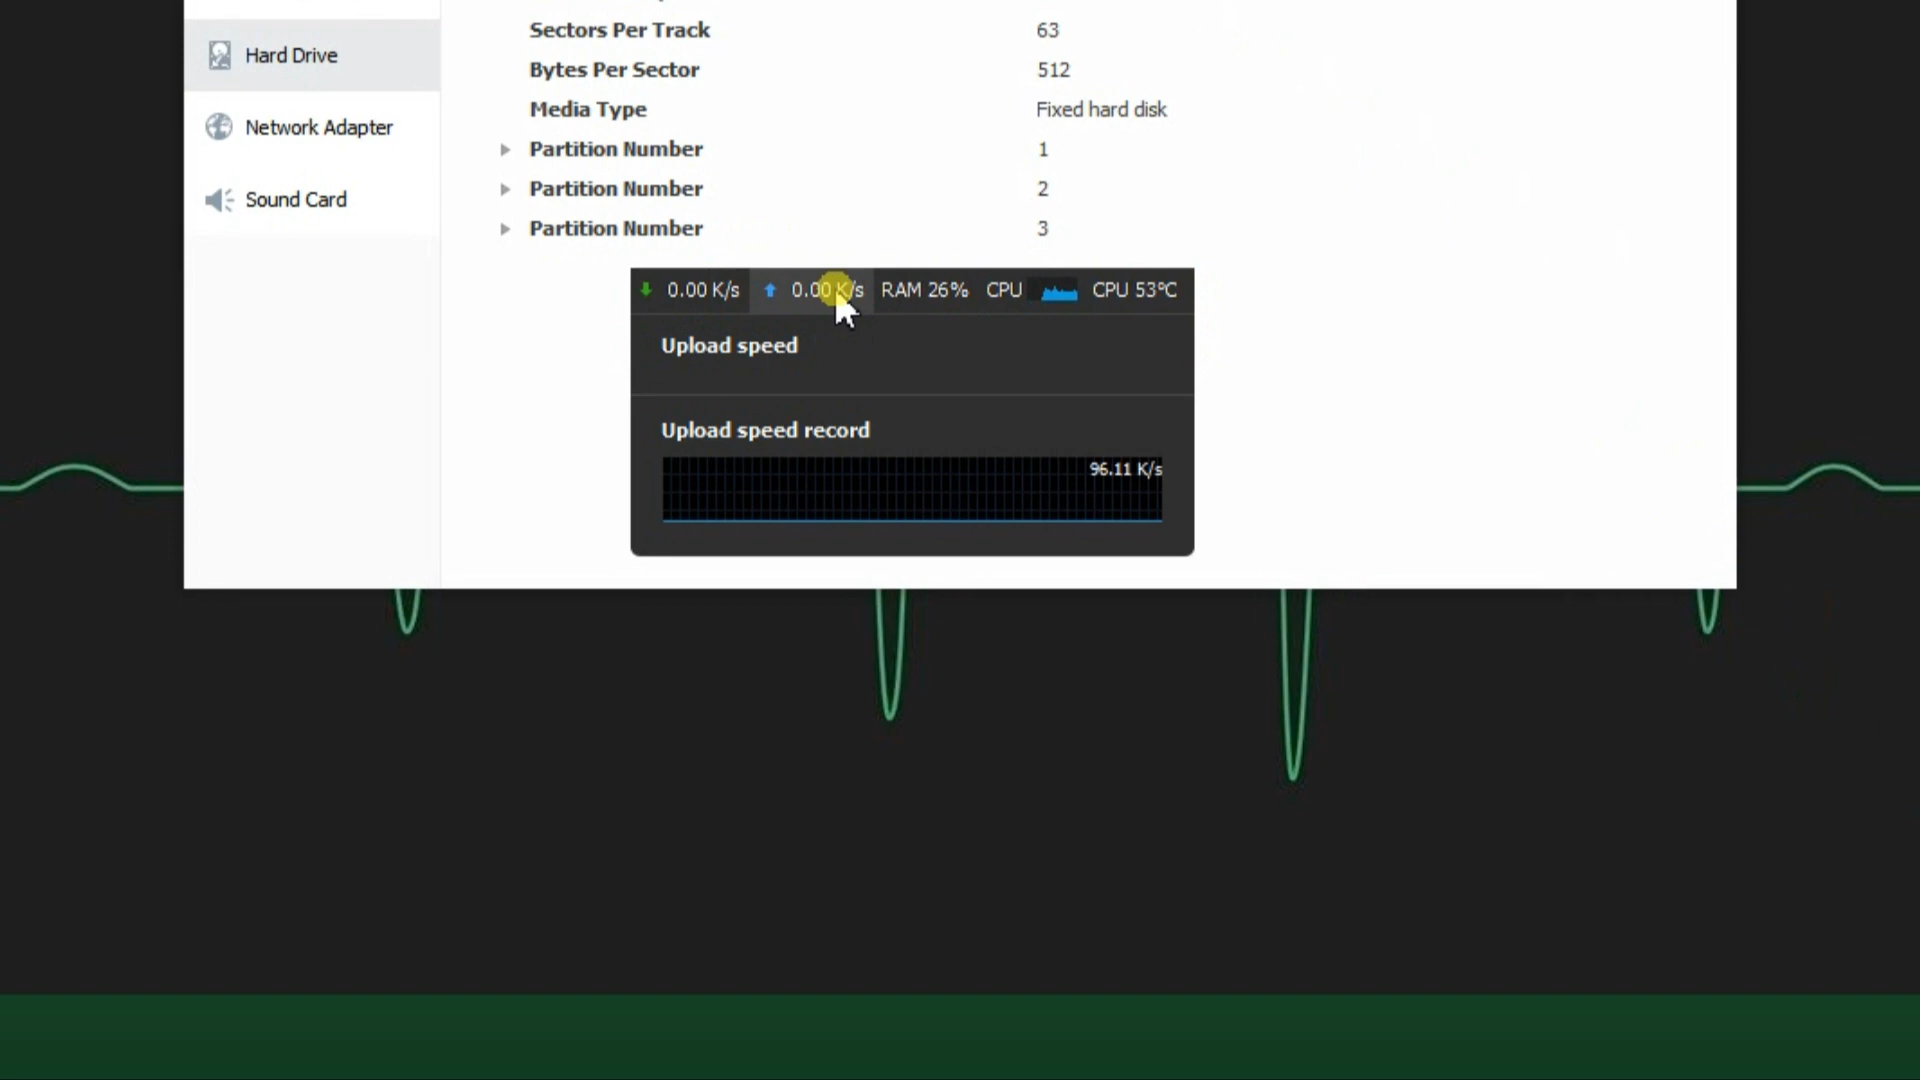 Sectors Per Track 63
Hard Drive
Bytes Per Sector 512
Media Type Fixed hard disk
Network Adapter
Partition Number 1
Partition Number 2
Sound Card
Partition Number 3
0.00 K/s 0.00 K/s RAM 26% CPU CPU 53°C
Upload speed
Upload speed record
96.11 K/s